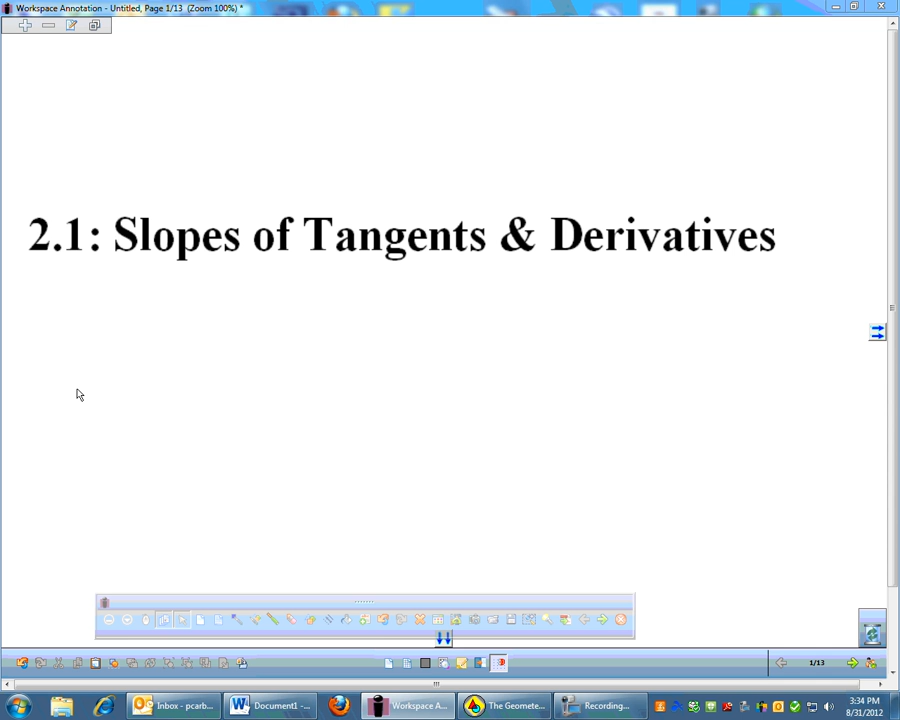 Workspace Annotation - Untitled, Page 1/13 (Zoom 100%) *
2.1: Slopes of Tangents & Derivatives
1/13
Inbox - pcarb...
Document1 -...
Workspace A...
The Geomete...
Recording...
3:34 PM
8/31/2012